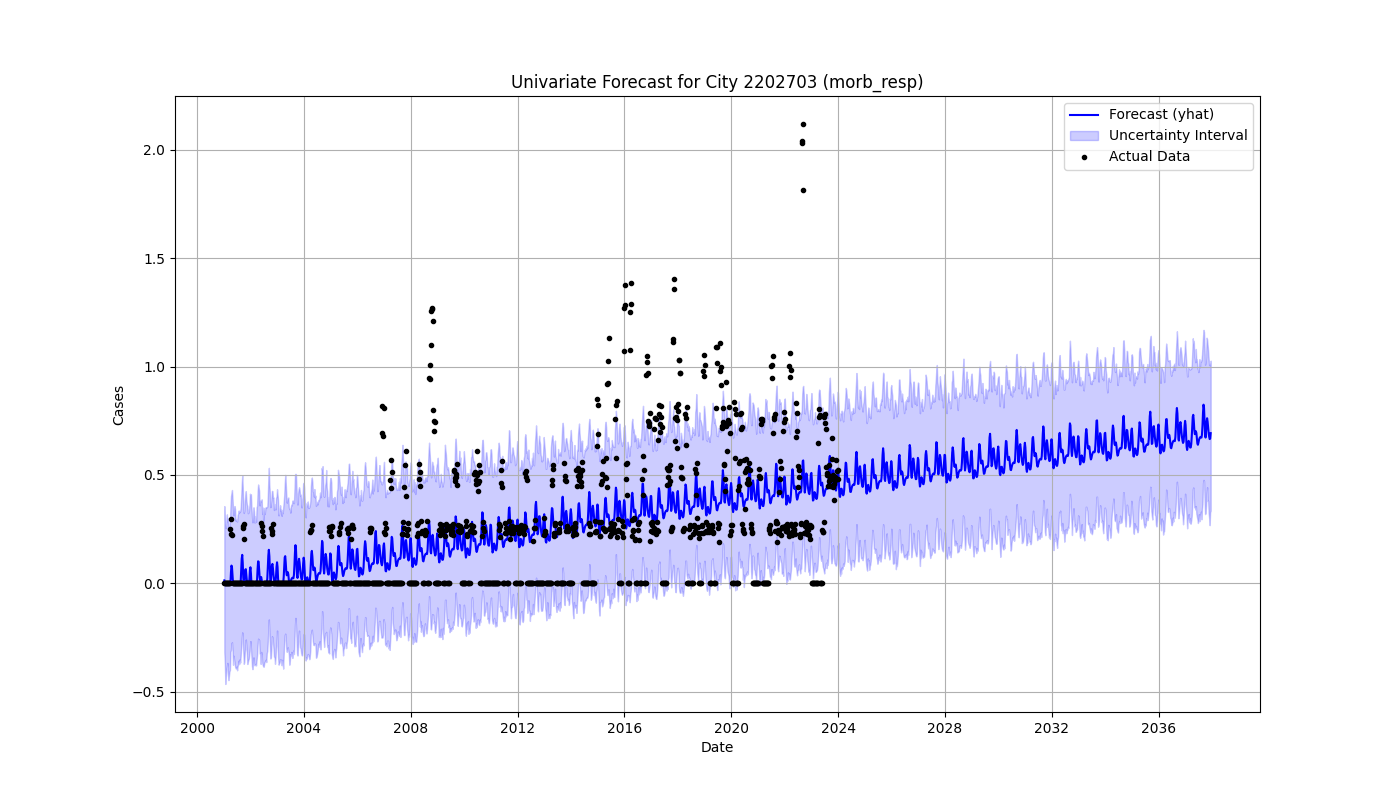 Univariate Forecast for City 2202703 (morb_resp)
Forecast (yhat)
Uncertainty Interval
Actual Data
Cases
2.0
1.5
1.0
0.5
0.0
−0.5
2000 2004 2008 2012 2016 2020 2024 2028 2032 2036
Date